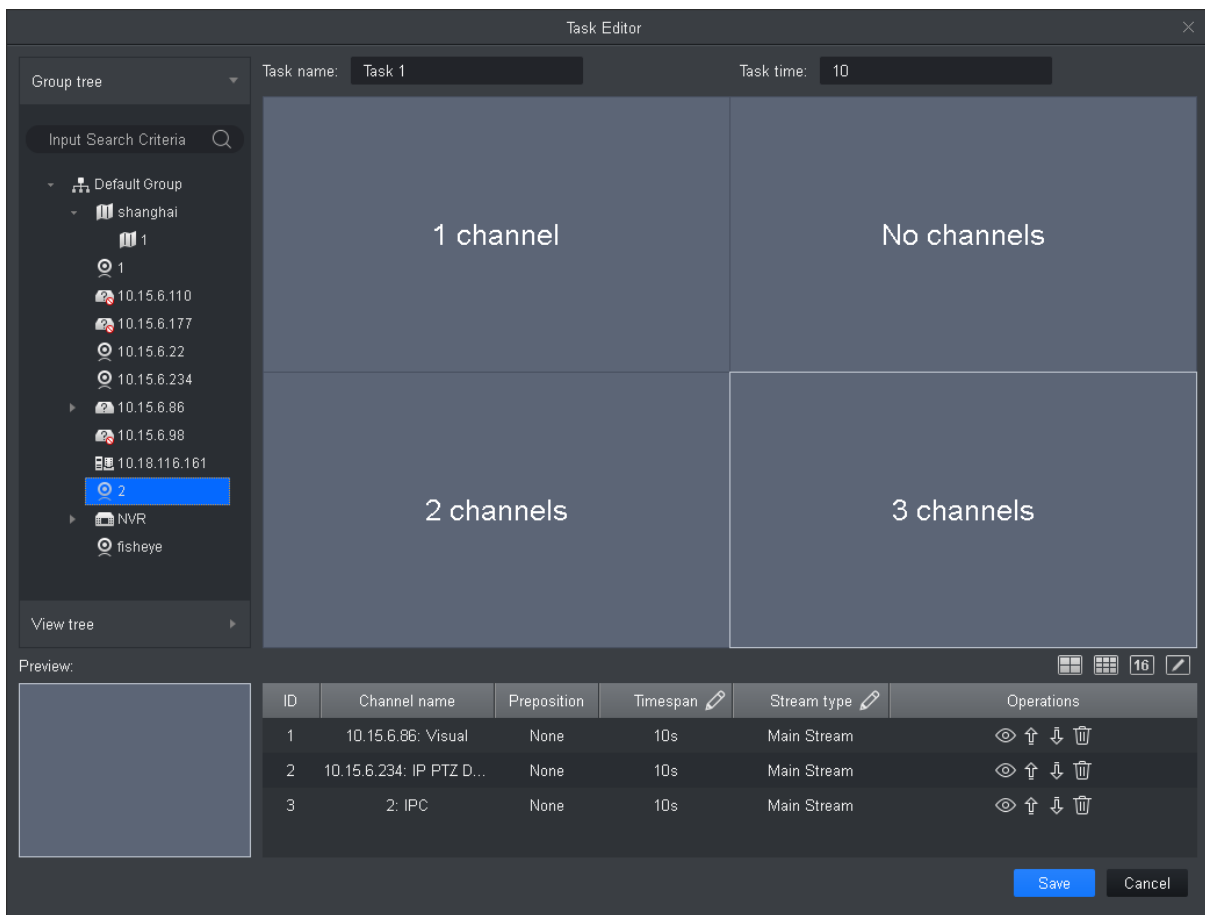 Task Editor
Group tree
Task name: Task 1 Task time: 10
Input Search Criteria
Default Group
shanghai
1
1
10.15.6.110
10.15.6.177
10.15.6.22
10.15.6.234
10.15.6.86
10.15.6.98
10.18.116.161
2
NVR
fisheye
View tree
1 channel No channels
2 channels 3 channels
Preview:
16
ID Channel name Preposition Timespan Stream type Operations
1 10.15.6.86: Visual None 10s Main Stream
2 10.15.6.234: IP PTZ D... None 10s Main Stream
3 2: IPC None 10s Main Stream
Save Cancel